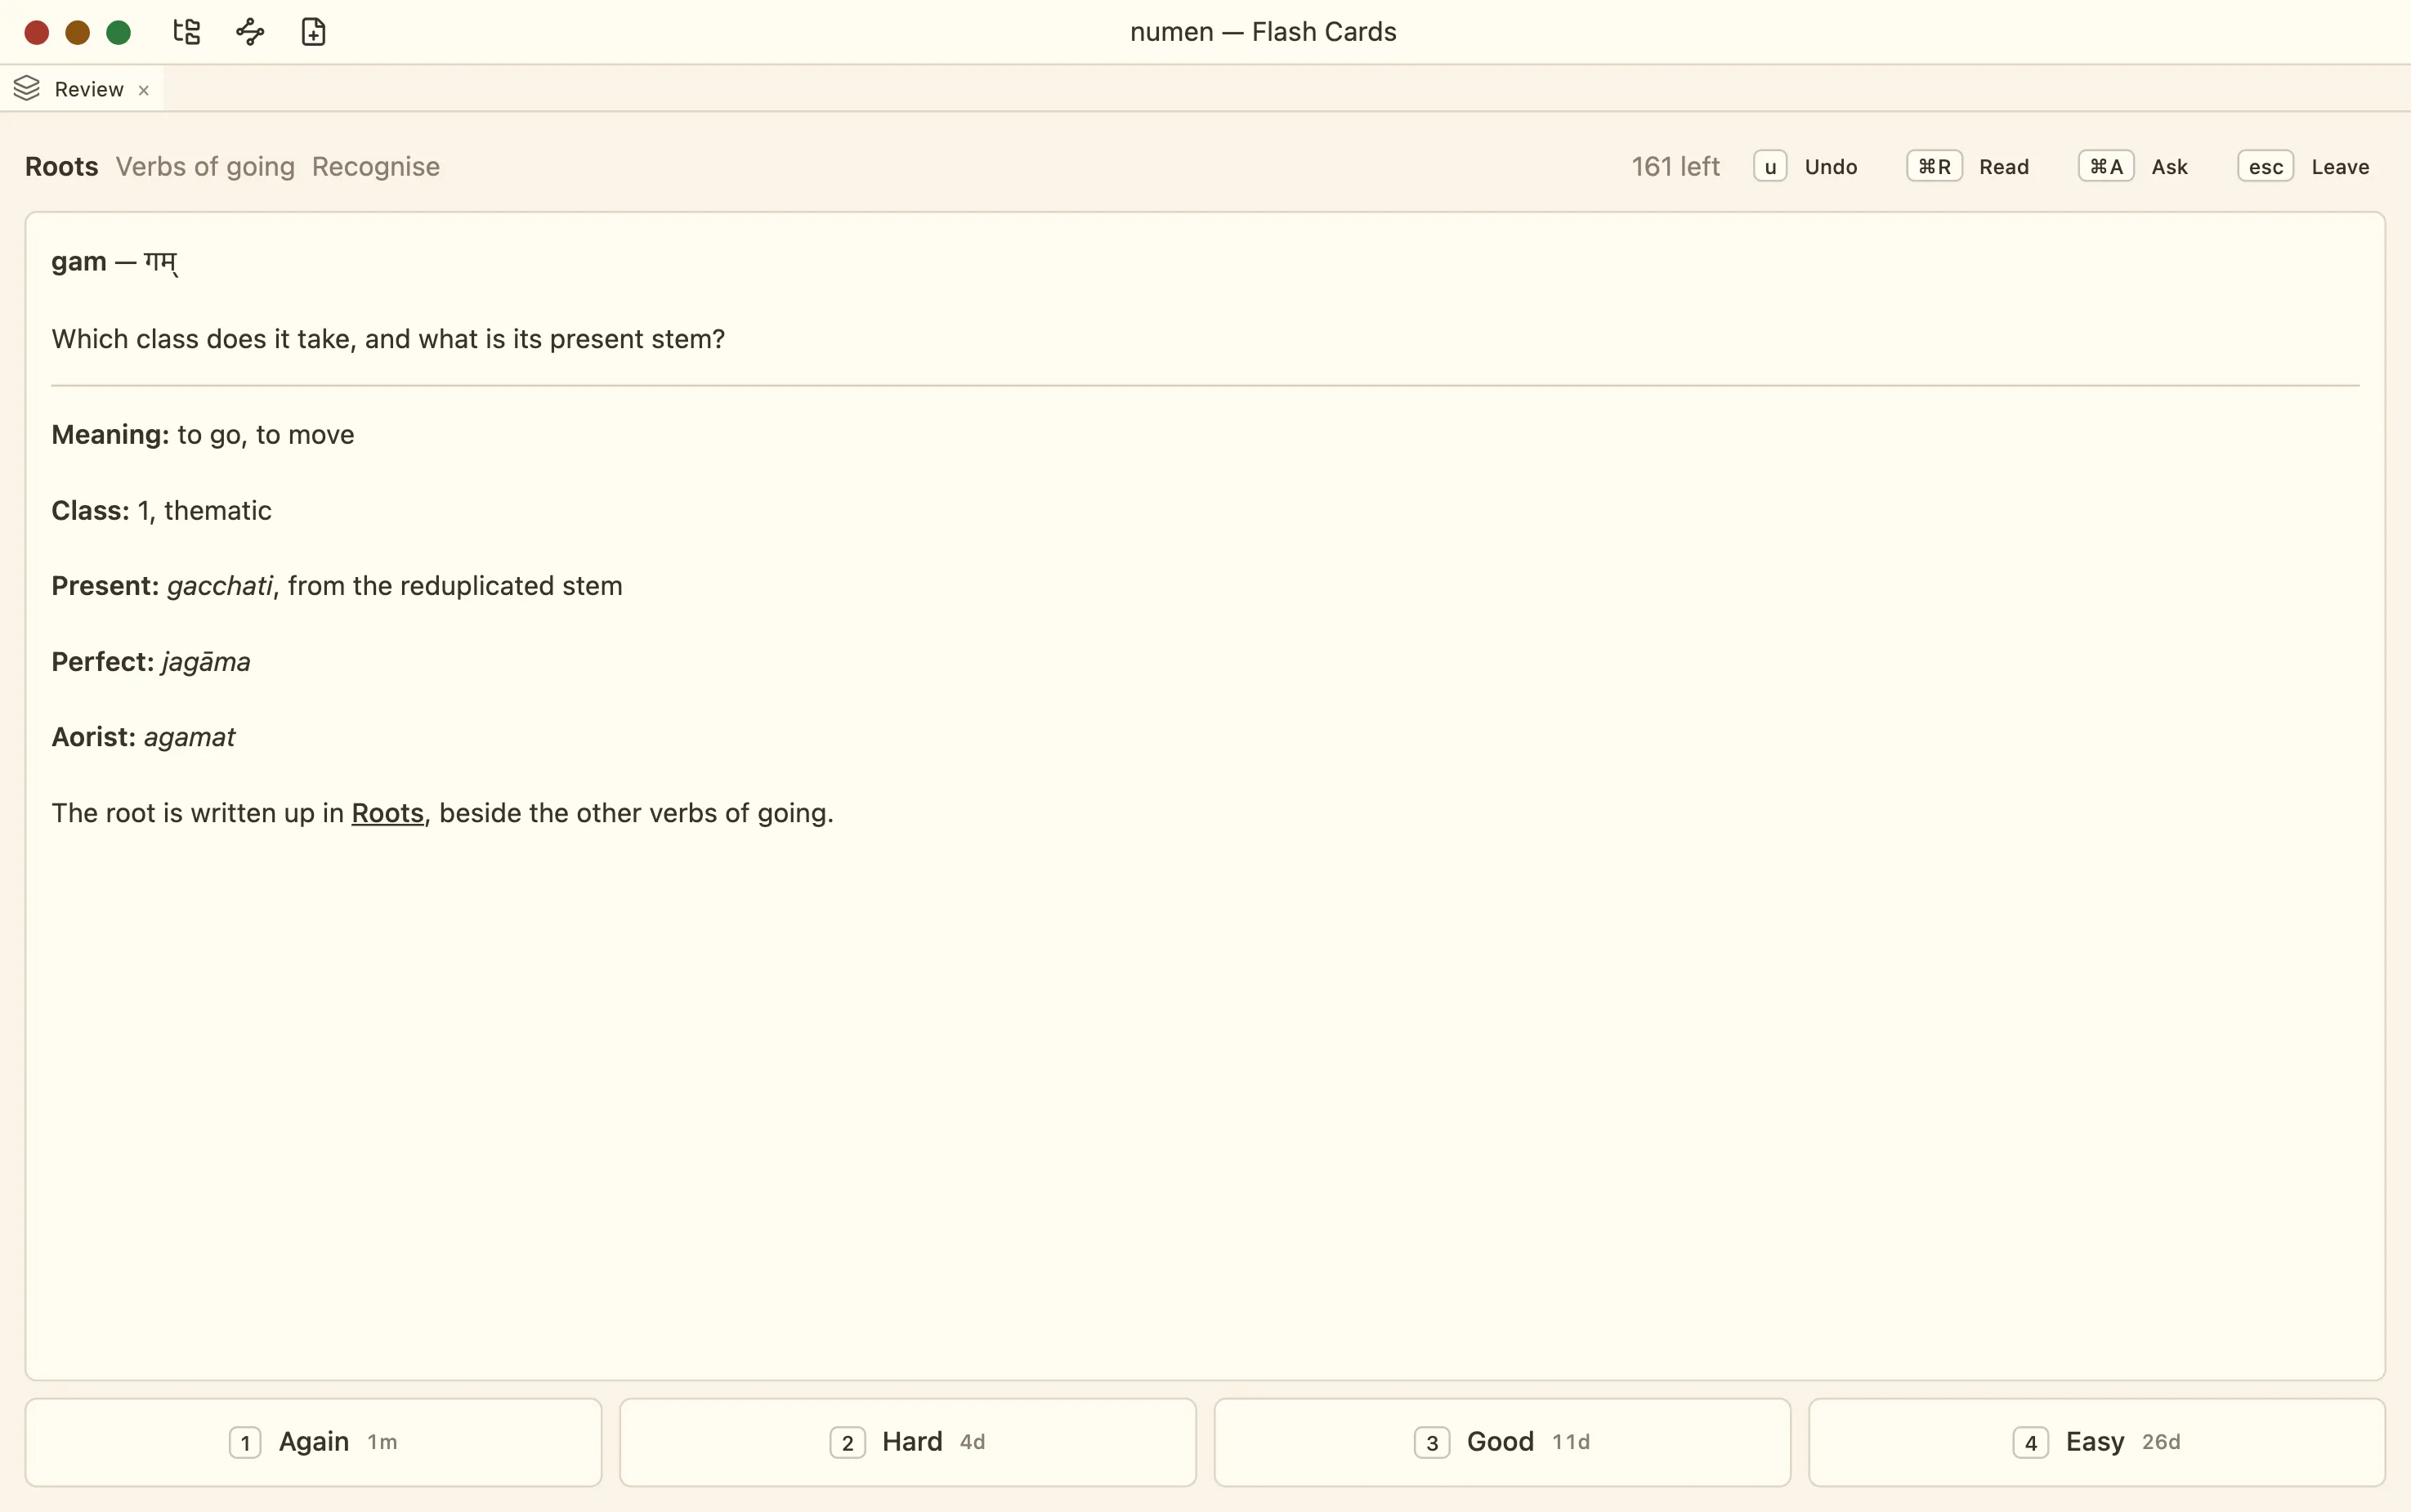 numen — Flash Cards
Review ×
Roots Verbs of going Recognise 161 left u Undo ⌘R Read ⌘A Ask esc Leave
gam — गम्
Which class does it take, and what is its present stem?
Meaning: to go, to move
Class: 1, thematic
Present: gacchati, from the reduplicated stem
Perfect: jagāma
Aorist: agamat
The root is written up in Roots, beside the other verbs of going.
1 Again 1m 2 Hard 4d 3 Good 11d 4 Easy 26d